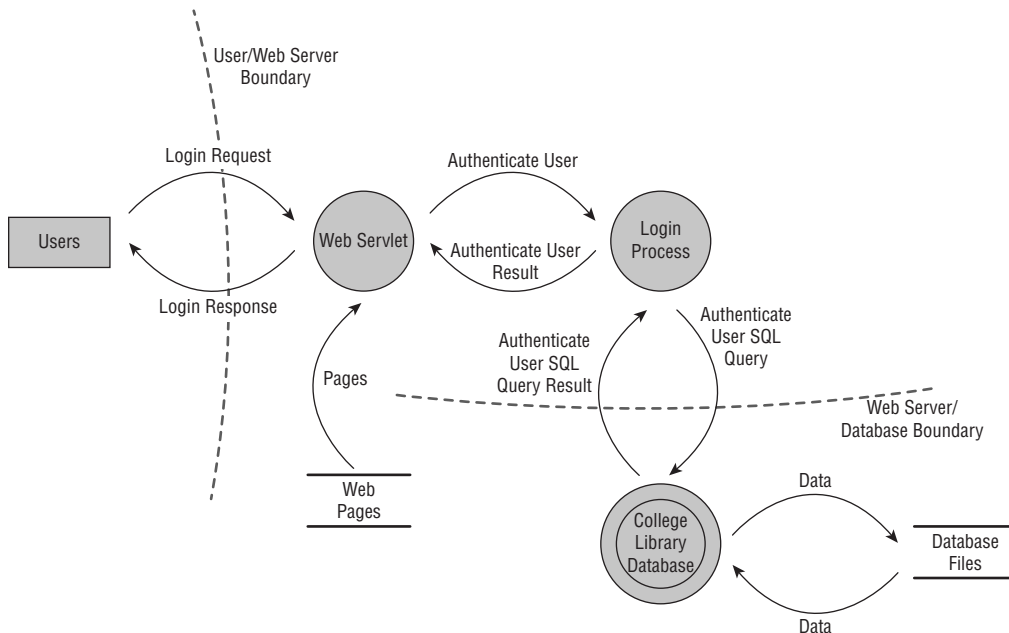 User/Web Server
Boundary
Login Request
Authenticate User
Users
Web Servlet
Login
Process
Authenticate User
Result
Login Response
Authenticate
User SQL
Query Result
Authenticate
User SQL
Query
Pages
Web Server/
Database Boundary
Web
Pages
Data
College
Library
Database
Database
Files
Data